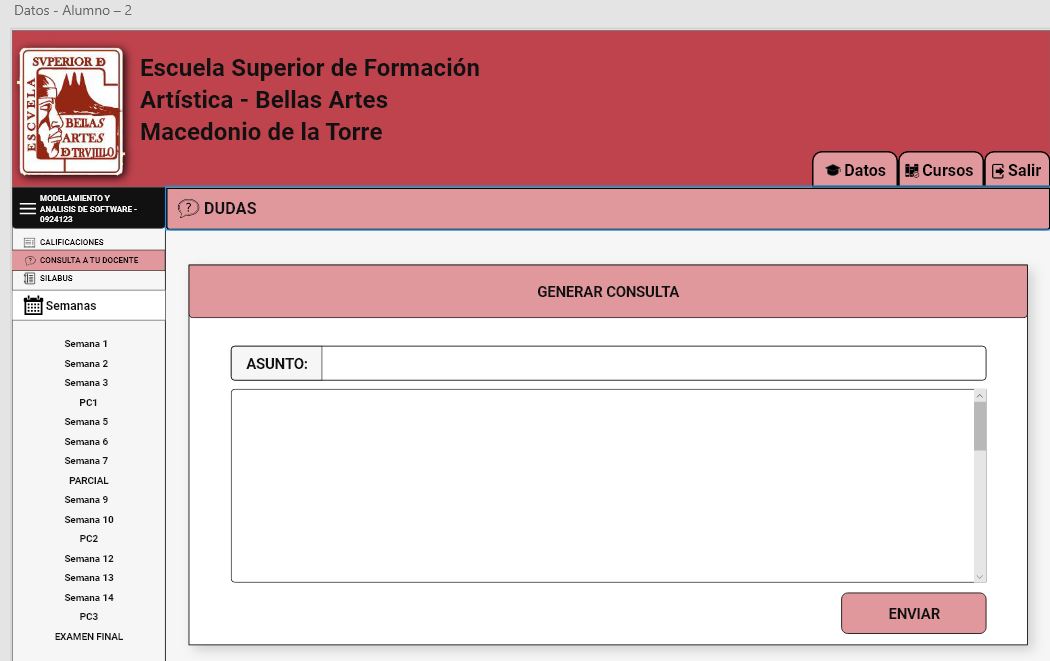 Datos - Alumno – 2
SVPERIOR D
ESCVELA
BELLAS
ARTES
D TRVJILLO
Escuela Superior de Formación
Artística - Bellas Artes
Macedonio de la Torre
Datos
Cursos
Salir
MODELAMIENTO Y
ANALISIS DE SOFTWARE -
0924123
DUDAS
CALIFICACIONES
CONSULTA A TU DOCENTE
SILABUS
Semanas
Semana 1
Semana 2
Semana 3
PC1
Semana 5
Semana 6
Semana 7
PARCIAL
Semana 9
Semana 10
PC2
Semana 12
Semana 13
Semana 14
PC3
EXAMEN FINAL
GENERAR CONSULTA
ASUNTO:
ENVIAR